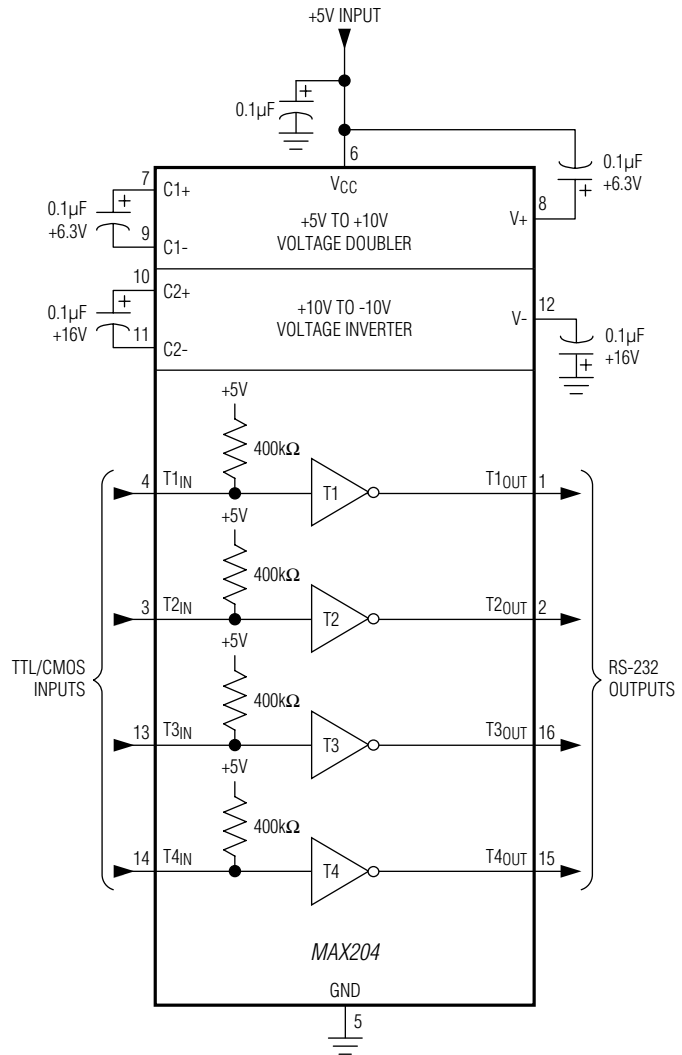 +5V INPUT
0.1µF
+
6
7
C1+
VCC
0.1µF
+6.3V
+
0.1µF
+6.3V
+
8
V+
+5V TO +10V
VOLTAGE DOUBLER
9
C1-
10
C2+
0.1µF
+16V
+
+10V TO -10V
VOLTAGE INVERTER
V-
12
11
C2-
0.1µF
+16V
+
+5V
400kΩ
4
T1IN
T1
T1OUT
1
+5V
400kΩ
3
T2IN
T2
T2OUT
2
+5V
TTL/CMOS
INPUTS
RS-232
OUTPUTS
400kΩ
13
T3IN
T3
T3OUT
16
+5V
400kΩ
14
T4IN
T4
T4OUT
15
MAX204
GND
5